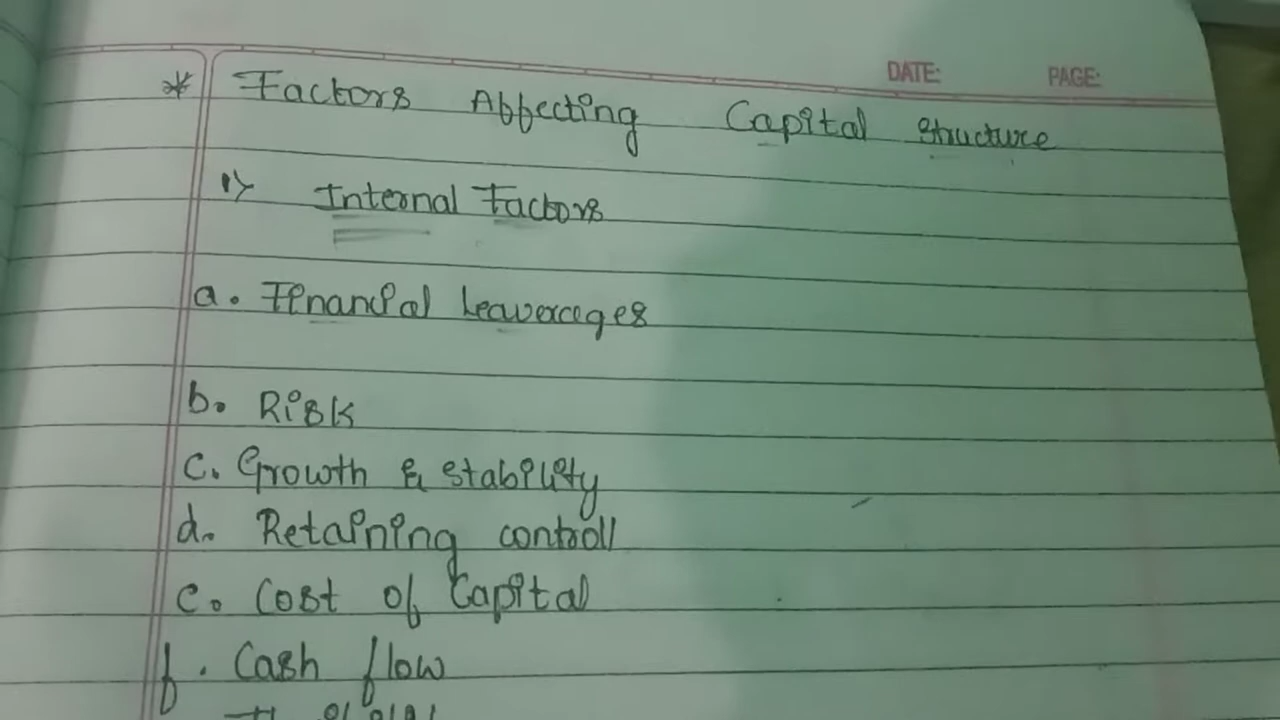 DATE: PAGE:
* Factors Affecting Capital structure
1> Internal Factors
a. Financial Leaverages
b. Risk
c. Growth & stability
d. Retaining controll
e. Cost of Capital
f. Cash flow